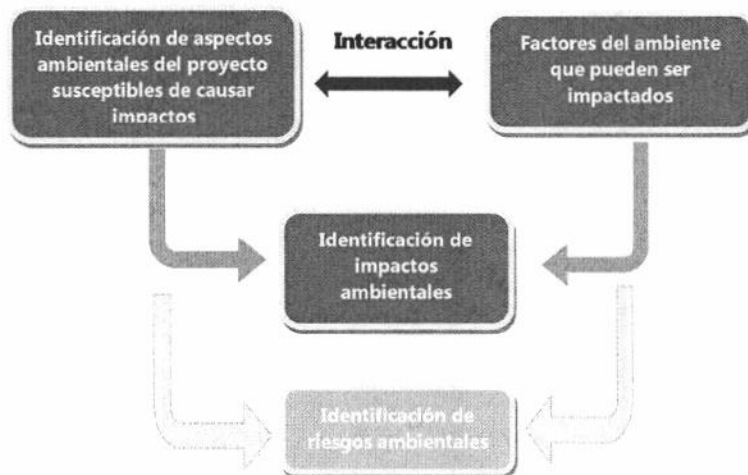 Identificación de aspectos
ambientales del proyecto
susceptibles de causar
impactos
Interacción
Factores del ambiente
que pueden ser
impactados
Identificación de
impactos
ambientales
Identificación de
riesgos ambientales